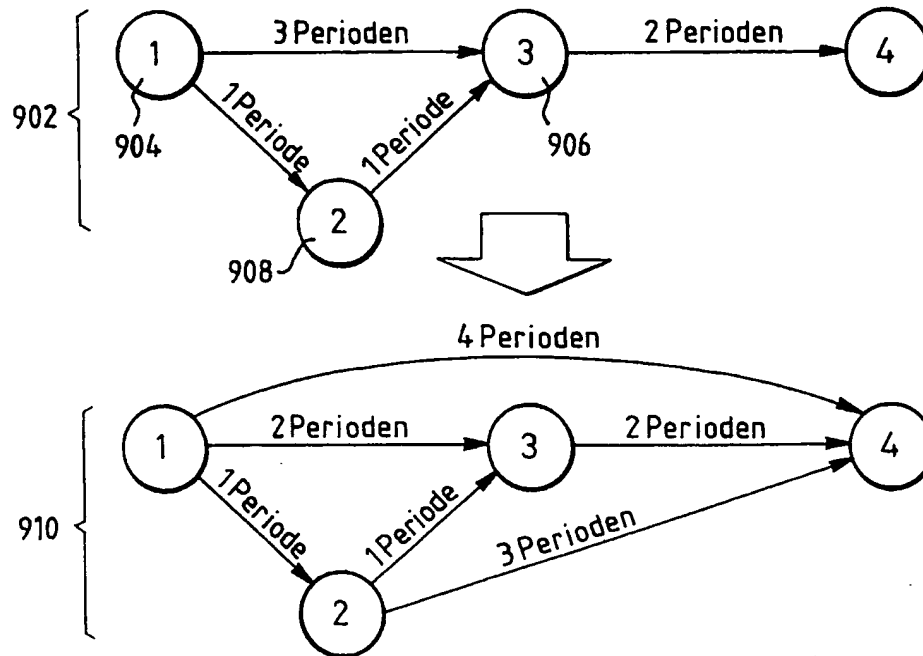 1
3 Perioden
3
2 Perioden
4
902
904
1 Periode
1 Periode
906
2
908
4 Perioden
1
2 Perioden
3
2 Perioden
4
910
1 Periode
1 Periode
3 Perioden
2